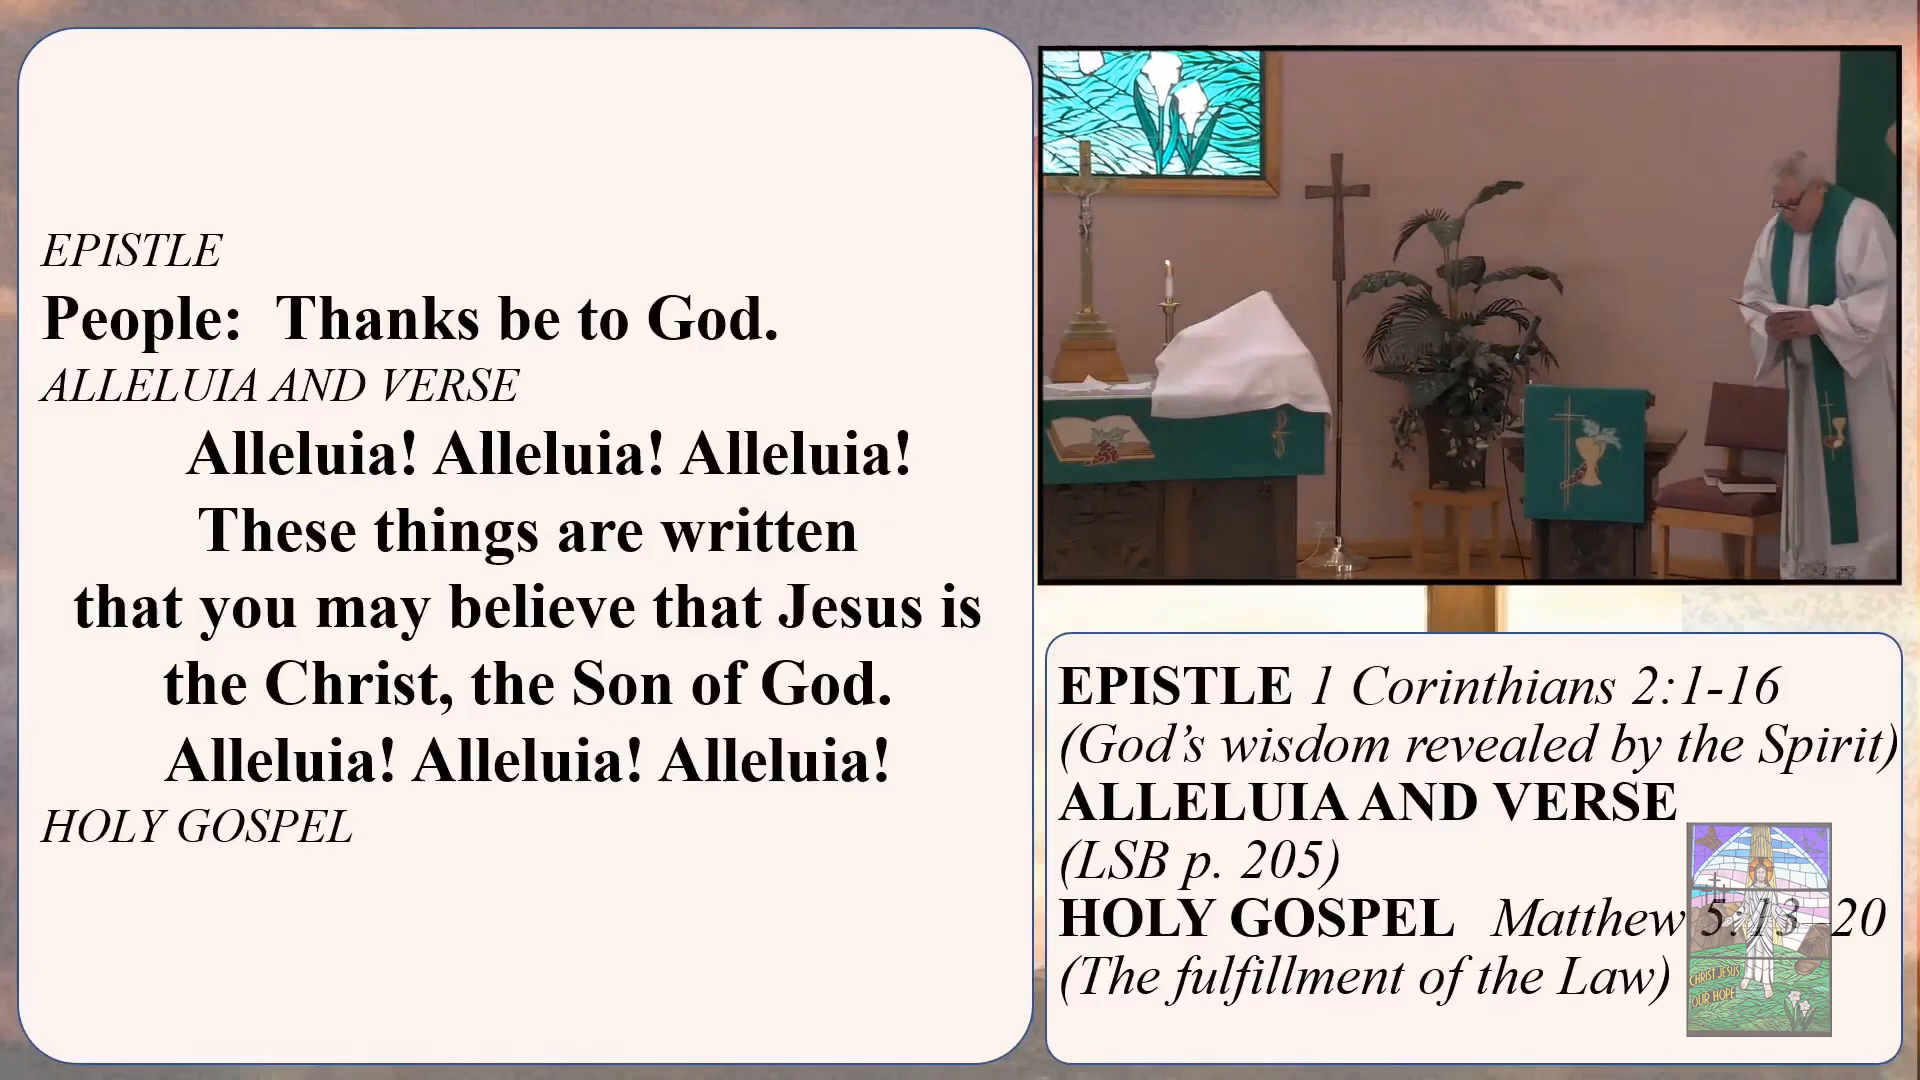 EPISTLE
People: Thanks be to God.
ALLELUIA AND VERSE
Alleluia! Alleluia! Alleluia!
These things are written
that you may believe that Jesus is
the Christ, the Son of God.
Alleluia! Alleluia! Alleluia!
HOLY GOSPEL
EPISTLE 1 Corinthians 2:1-16
(God’s wisdom revealed by the Spirit)
ALLELUIA AND VERSE
(LSB p. 205)
HOLY GOSPEL Matthew 5:13-20
(The fulfillment of the Law)
CHRIST JESUS
OUR HOPE